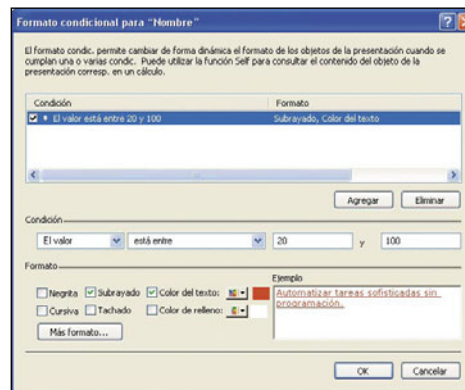 Formato condicional para "Nombre"
El formato condic. permite cambiar de forma dinámica el formato de los objetos de la presentación cuando se
cumplan una o varias condic. Puede utilizar la función Self para consultar el contenido del objeto de la
presentación corresp. en un cálculo.
Condición Formato
El valor está entre 20 y 100 Subrayado, Color del texto
Agregar Eliminar
Condición
El valor está entre 20 y 100
Formato
Ejemplo
Negrita Subrayado Color del texto: Automatizar tareas sofisticadas sin
Cursiva Tachado Color de relleno: programación.
Más formato...
OK Cancelar